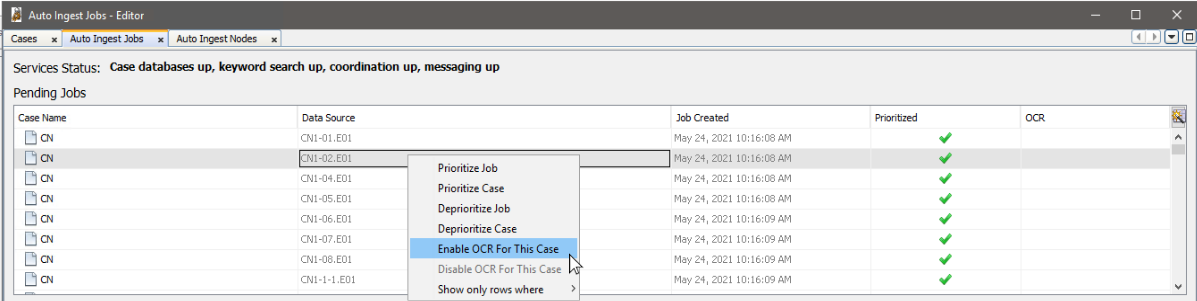 Auto Ingest Jobs - Editor
Cases x Auto Ingest Jobs x Auto Ingest Nodes x
Services Status: Case databases up, keyword search up, coordination up, messaging up
Pending Jobs
Case Name Data Source Job Created Prioritized OCR
CN CN1-01.E01 May 24, 2021 10:16:08 AM
CN CN1-02.E01 May 24, 2021 10:16:08 AM
CN CN1-04.E01 May 24, 2021 10:16:08 AM
CN CN1-05.E01 May 24, 2021 10:16:08 AM
CN CN1-06.E01 May 24, 2021 10:16:09 AM
CN CN1-07.E01 May 24, 2021 10:16:09 AM
CN CN1-08.E01 May 24, 2021 10:16:09 AM
CN CN1-1-1.E01 May 24, 2021 10:16:09 AM
Prioritize Job
Prioritize Case
Deprioritize Job
Deprioritize Case
Enable OCR For This Case
Disable OCR For This Case
Show only rows where